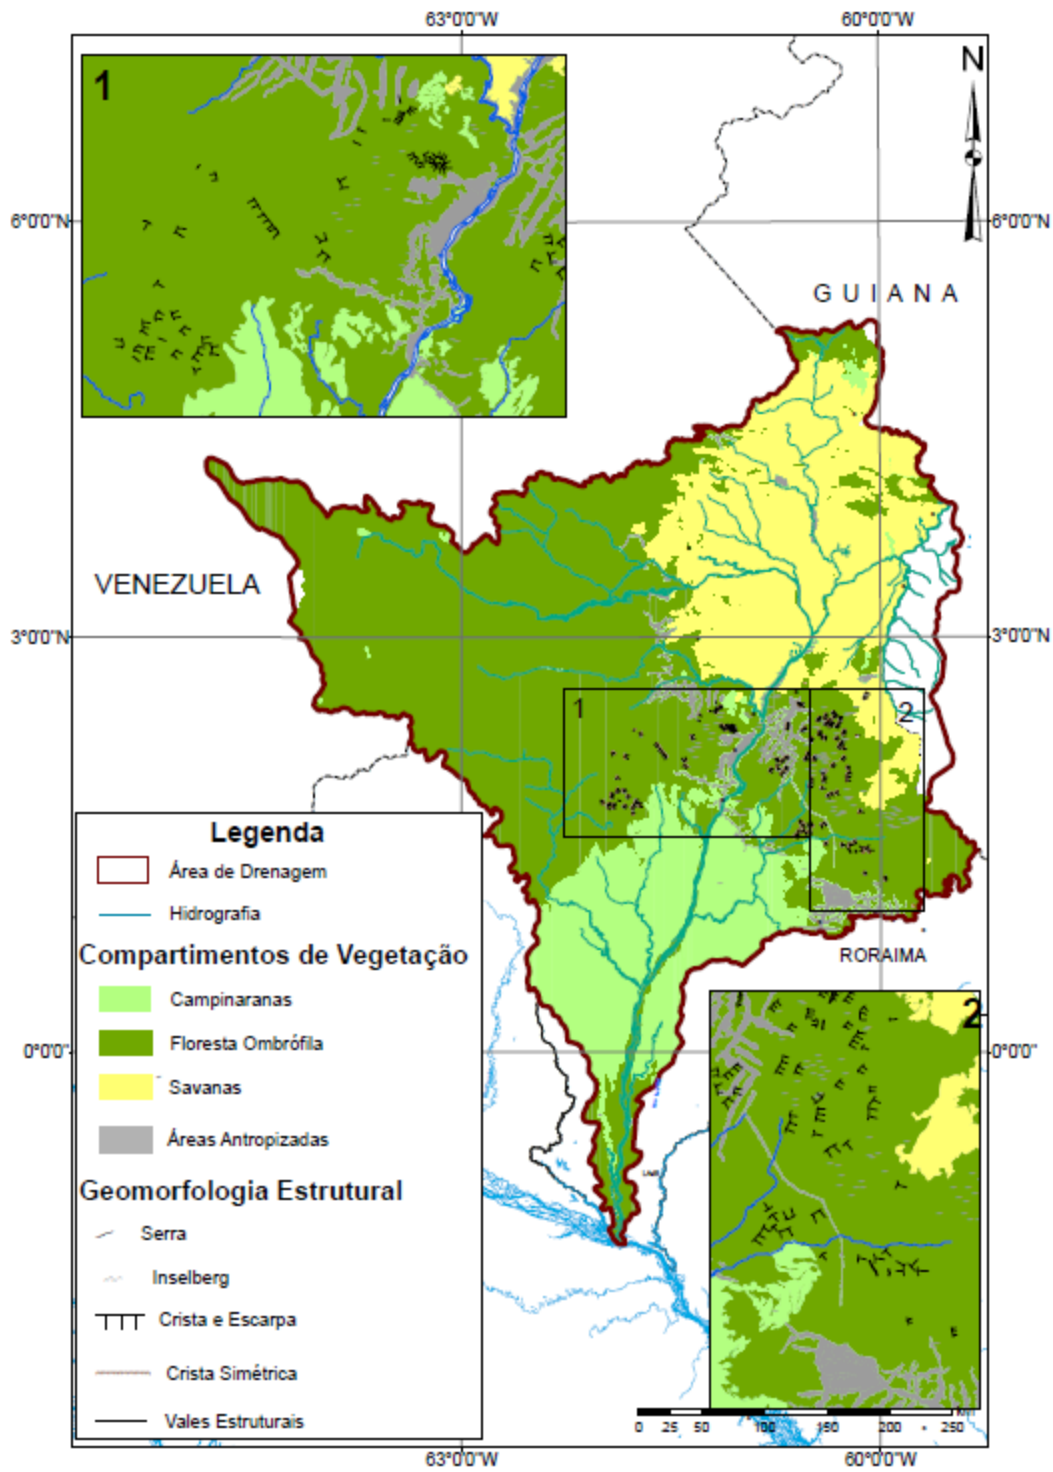 63°0'0"W 60°0'0"W
1
N
6°0'0"N 6°0'0"N
GUIANA
VENEZUELA
3°0'0"N 3°0'0"N
1 2
Legenda
Área de Drenagem
Hidrografia
Compartimentos de Vegetação
Campinaranas
Floresta Ombrófila
Savanas
Áreas Antropizadas
Geomorfologia Estrutural
Serra
Inselberg
Crista e Escarpa
Crista Simétrica
Vales Estruturais
RORAIMA
2
0°0'0" 0°0'0"
0 25 50 100 150 200 250
63°0'0"W 60°0'0"W